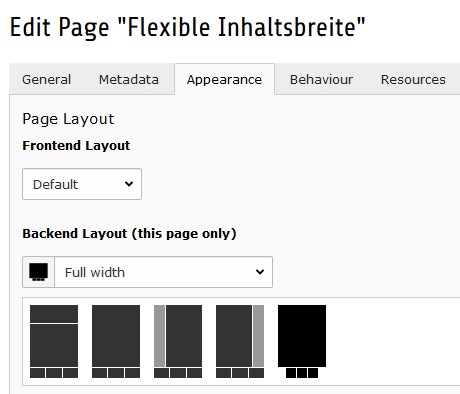 Edit Page "Flexible Inhaltsbreite"
General Metadata Appearance Behaviour Resources
Page Layout
Frontend Layout
Default
Backend Layout (this page only)
Full width